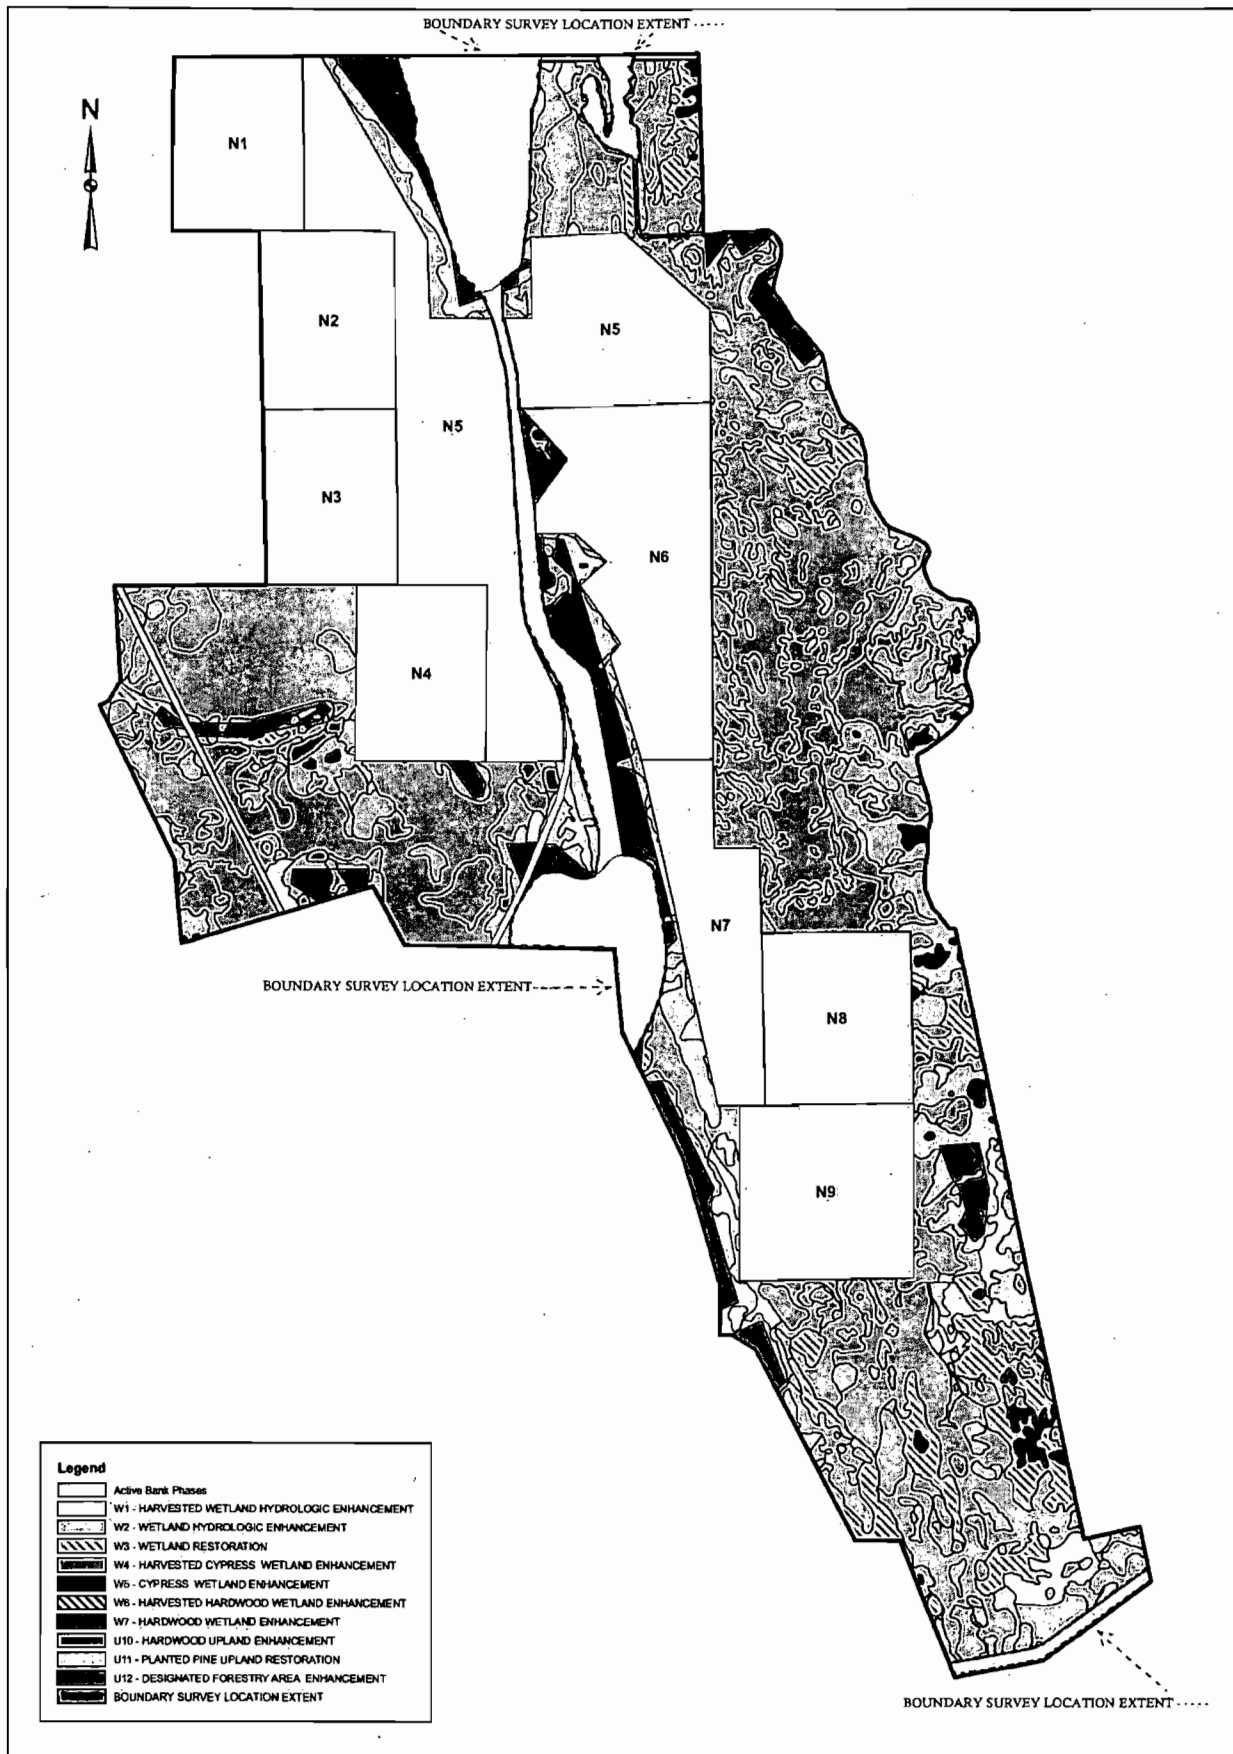 BOUNDARY SURVEY LOCATION EXTENT
N
N1
N2
N5
N5
N3
N6
N4
N7
BOUNDARY SURVEY LOCATION EXTENT
N8
N9
Legend
Active Bank Phases
W1 - HARVESTED WETLAND HYDROLOGIC ENHANCEMENT
W2 - WETLAND HYDROLOGIC ENHANCEMENT
W3 - WETLAND RESTORATION
W4 - HARVESTED CYPRESS WETLAND ENHANCEMENT
W5 - CYPRESS WETLAND ENHANCEMENT
W6 - HARVESTED HARDWOOD WETLAND ENHANCEMENT
W7 - HARDWOOD WETLAND ENHANCEMENT
U10 - HARDWOOD UPLAND ENHANCEMENT
U11 - PLANTED PINE UPLAND RESTORATION
U12 - DESIGNATED FORESTRY AREA ENHANCEMENT
BOUNDARY SURVEY LOCATION EXTENT
BOUNDARY SURVEY LOCATION EXTENT